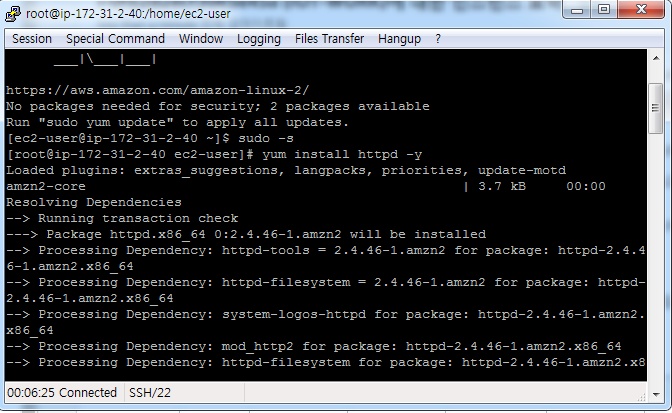 root@ip-172-31-2-40:/home/ec2-user
Session Special Command Window Logging Files Transfer Hangup ?
___|\___|___|
https://aws.amazon.com/amazon-linux-2/
No packages needed for security; 2 packages available
Run "sudo yum update" to apply all updates.
[ec2-user@ip-172-31-2-40 ~]$ sudo -s
[root@ip-172-31-2-40 ec2-user]# yum install httpd -y
Loaded plugins: extras_suggestions, langpacks, priorities, update-motd
amzn2-core | 3.7 kB 00:00
Resolving Dependencies
--> Running transaction check
---> Package httpd.x86_64 0:2.4.46-1.amzn2 will be installed
--> Processing Dependency: httpd-tools = 2.4.46-1.amzn2 for package: httpd-2.4.4
6-1.amzn2.x86_64
--> Processing Dependency: httpd-filesystem = 2.4.46-1.amzn2 for package: httpd-
2.4.46-1.amzn2.x86_64
--> Processing Dependency: system-logos-httpd for package: httpd-2.4.46-1.amzn2.
x86_64
--> Processing Dependency: mod_http2 for package: httpd-2.4.46-1.amzn2.x86_64
--> Processing Dependency: httpd-filesystem for package: httpd-2.4.46-1.amzn2.x8
00:06:25 Connected SSH/22